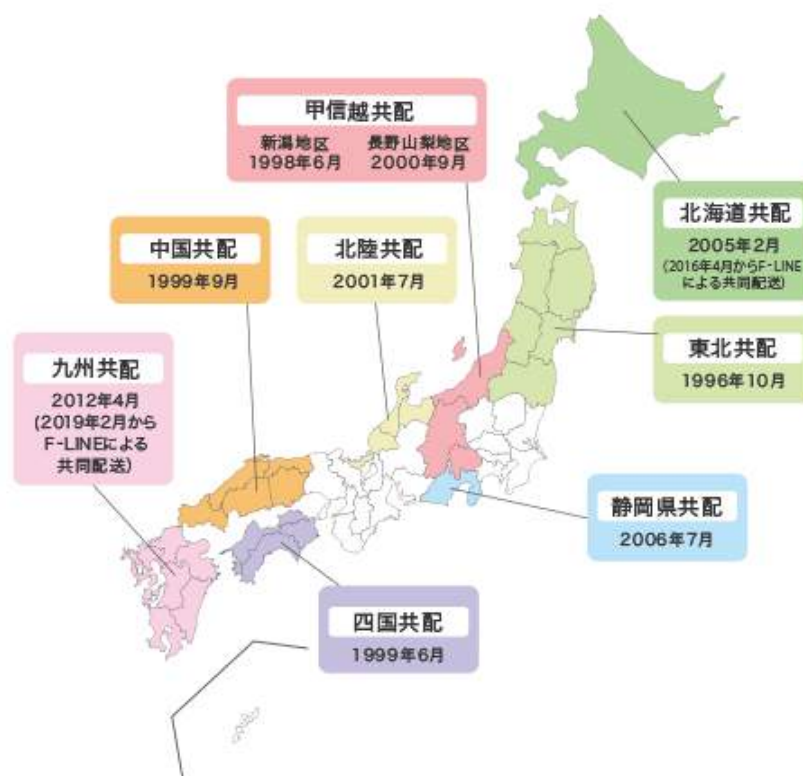 甲信越共配
新潟地区 長野山梨地区
1998年6月 2000年9月
北海道共配
2005年2月
(2016年4月からF-LINE
による共同配送)
中国共配
1999年9月
北陸共配
2001年7月
東北共配
1996年10月
九州共配
2012年4月
(2019年2月から
F-LINEによる
共同配送)
静岡県共配
2006年7月
四国共配
1999年6月